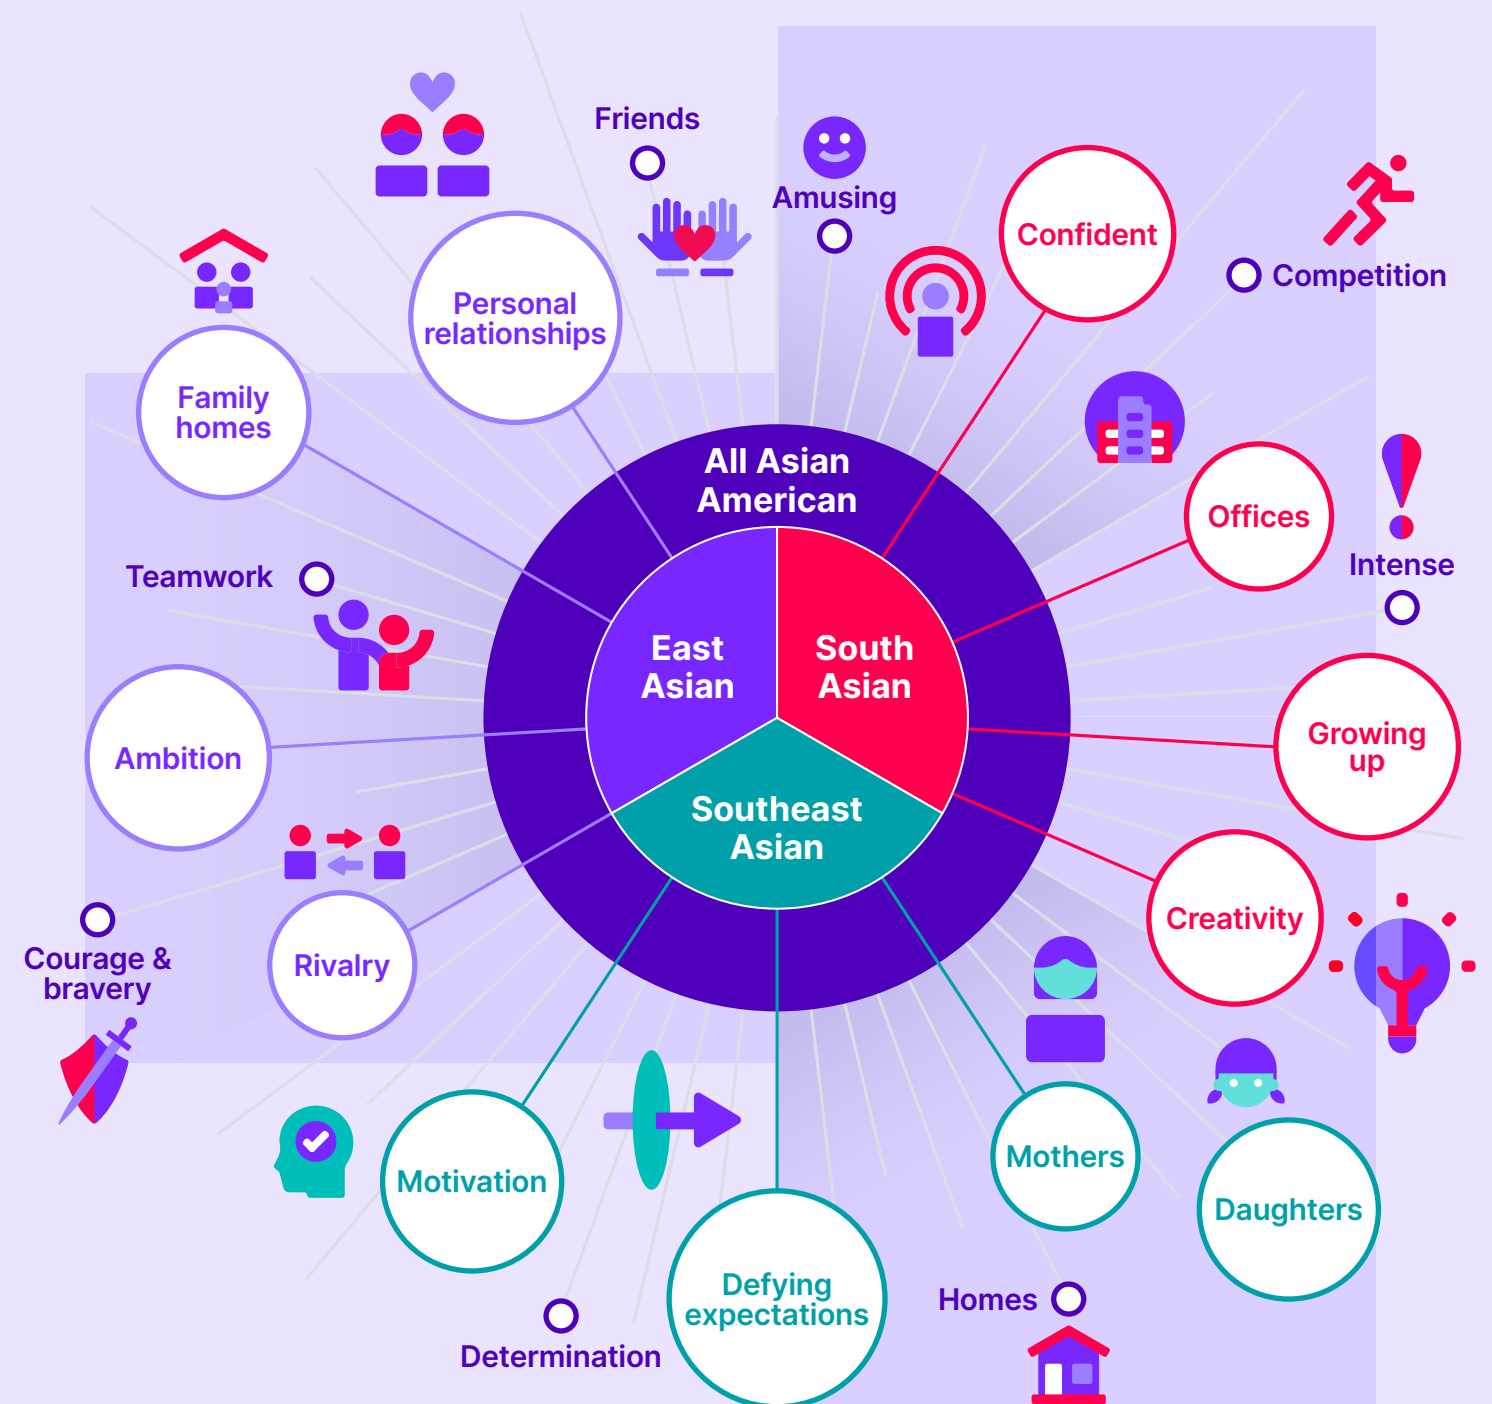 Friends
Amusing
Confident
Competition
Personal
relationships
Family
homes
All Asian
American
Offices
Intense
Teamwork
East
Asian
South
Asian
Growing
up
Ambition
Southeast
Asian
Creativity
Courage &
bravery
Rivalry
Motivation
Mothers
Daughters
Defying
expectations
Homes
Determination